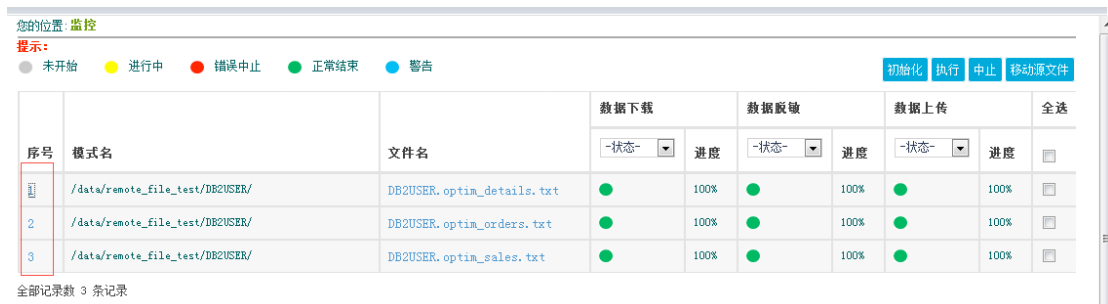 您的位置:监控
提示:
未开始 进行中 错误中止 正常结束 警告 初始化 执行 中止 移动源文件
数据下载 数据脱敏 数据上传 全选
序号 模式名 文件名 -状态- 进度 -状态- 进度 -状态- 进度
1 /data/remote_file_test/DB2USER/ DB2USER.optim_details.txt 100% 100% 100%
2 /data/remote_file_test/DB2USER/ DB2USER.optim_orders.txt 100% 100% 100%
3 /data/remote_file_test/DB2USER/ DB2USER.optim_sales.txt 100% 100% 100%
全部记录数 3 条记录